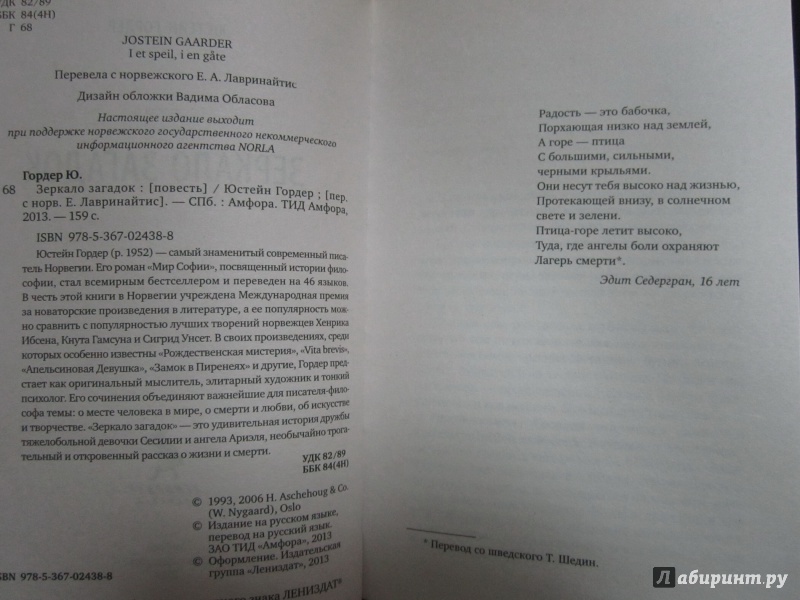 УДК 82/89
ББК 84(4Н)
Г 68
JOSTEIN GAARDER
I et speil, i en gåte
Перевела с норвежского Е. А. Лавринайтис
Дизайн обложки Вадима Обласова
Настоящее издание выходит
при поддержке норвежского государственного некоммерческого
информационного агентства NORLA
Гордер Ю.
68 Зеркало загадок : [повесть] / Юстейн Гордер ; [пер.
с норв. Е. Лавринайтис]. — СПб. : Амфора. ТИД Амфора,
2013. — 159 с.
ISBN 978-5-367-02438-8
Юстейн Гордер (р. 1952) — самый знаменитый современный писа-
тель Норвегии. Его роман «Мир Софии», посвященный истории фило-
софии, стал всемирным бестселлером и переведен на 46 языков.
В честь этой книги в Норвегии учреждена Международная премия
за новаторские произведения в литературе, а ее популярность мож-
но сравнить с популярностью лучших творений норвежцев Хенрика
Ибсена, Кнута Гамсуна и Сигрид Унсет. В своих произведениях, среди
которых особенно известны «Рождественская мистерия», «Vita brevis»,
«Апельсиновая Девушка», «Замок в Пиренеях» и другие, Гордер пред-
стает как оригинальный мыслитель, элитарный художник и тонкий
психолог. Его сочинения объединяют важнейшие для писателя-фило-
софа темы: о месте человека в мире, о смерти и любви, об искусстве
и творчестве. «Зеркало загадок» — это удивительная история дружбы
тяжелобольной девочки Сесилии и ангела Ариэля, необычайно трога-
тельный и откровенный рассказ о жизни и смерти.
УДК 82/89
ББК 84(4Н)
© 1993, 2006 H. Aschehoug & Co.
(W. Nygaard), Oslo
© Издание на русском языке,
перевод на русский язык.
ЗАО ТИД «Амфора», 2013
© Оформление. Издательская
группа «Лениздат», 2013
ISBN 978-5-367-02438-8
знака ЛЕНИЗДАТ®
Радость — это бабочка,
Порхающая низко над землей,
А горе — птица
С большими, сильными,
черными крыльями.
Они несут тебя высоко над жизнью,
Протекающей внизу, в солнечном
свете и зелени.
Птица-горе летит высоко,
Туда, где ангелы боли охраняют
Лагерь смерти*.
Эдит Седергран, 16 лет
* Перевод со шведского Т. Шедин.
Лабиринт.ру